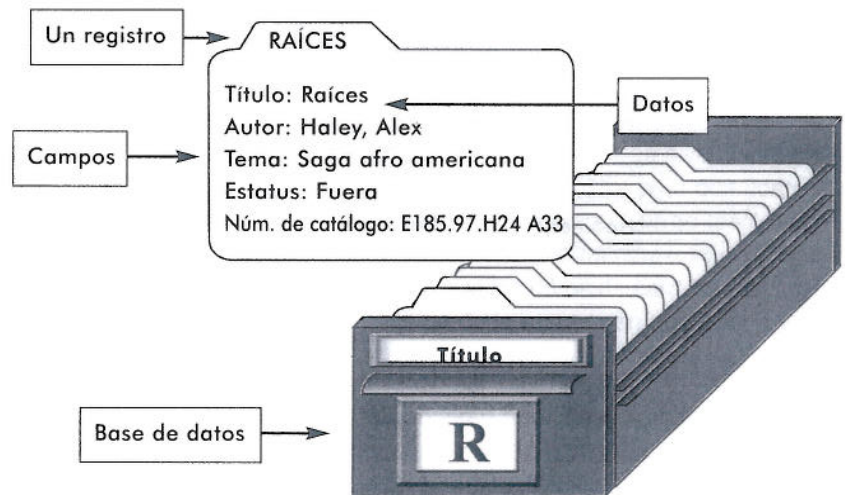 Un registro
RAÍCES
Título: Raíces
Datos
Autor: Haley, Alex
Campos
Tema: Saga afro americana
Estatus: Fuera
Núm. de catálogo: E185.97.H24 A33
Título
Base de datos
R